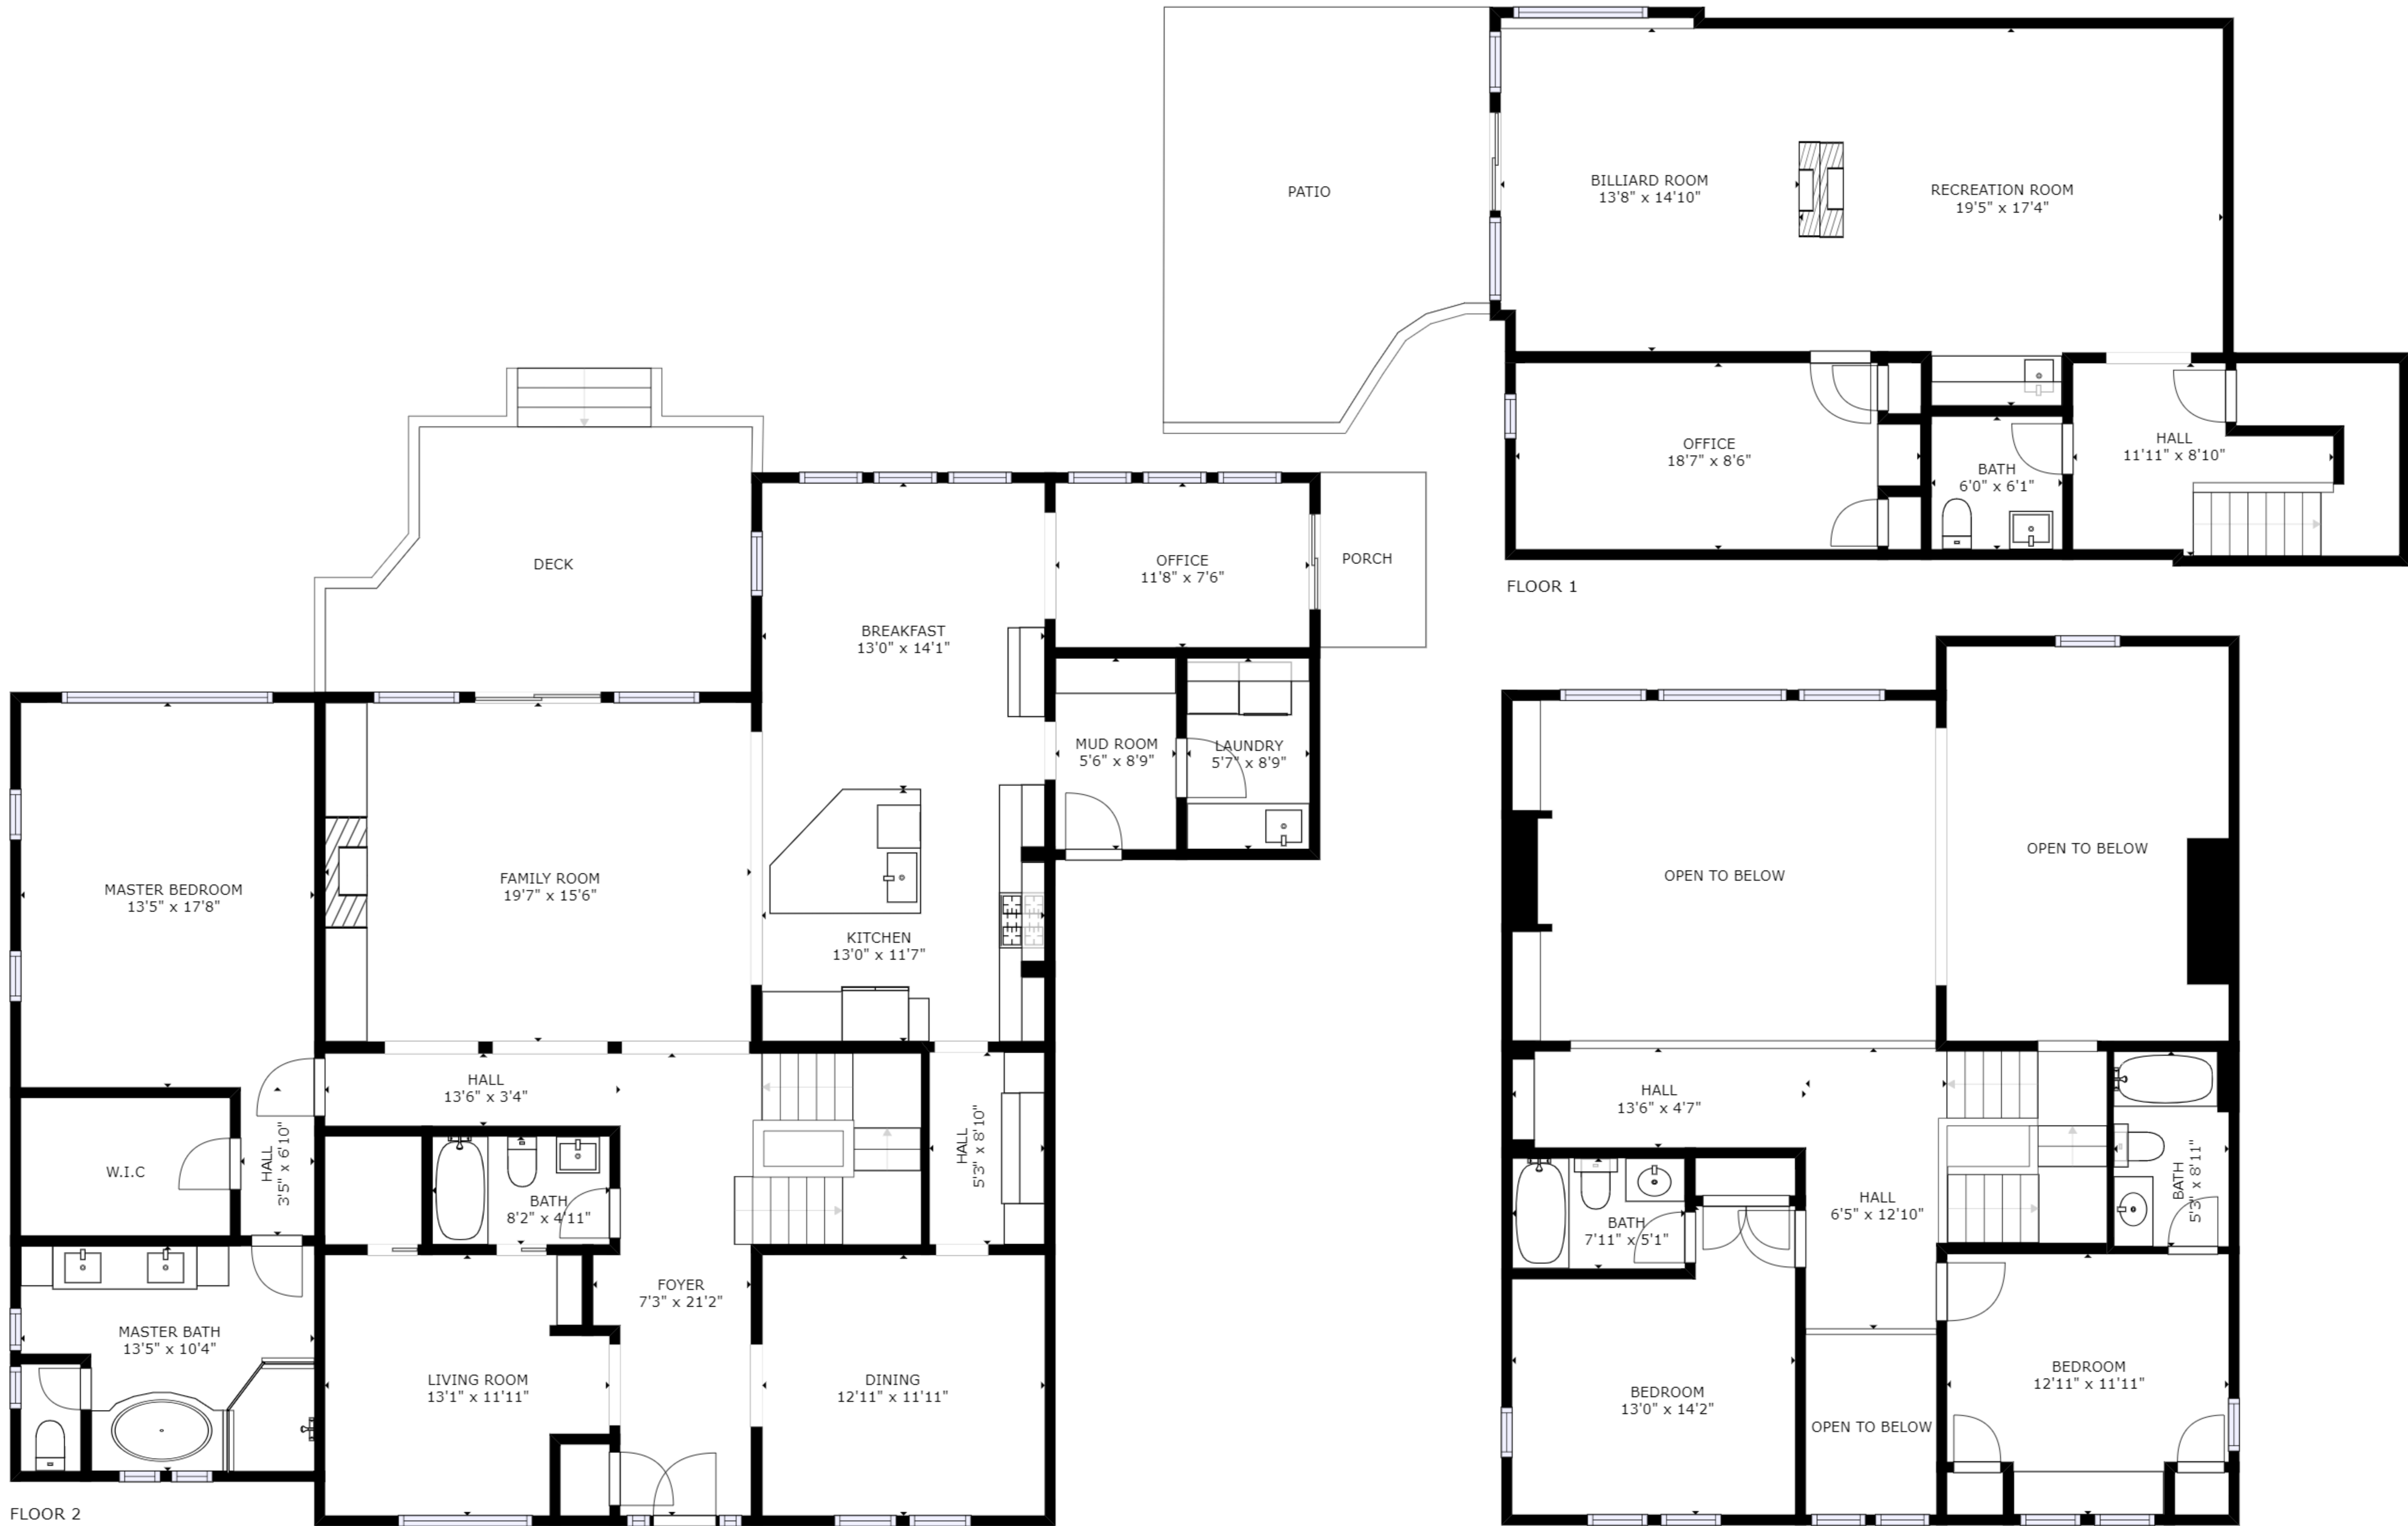 PATIO
BILLIARD ROOM
13'8" x 14'10"
RECREATION ROOM
19'5" x 17'4"
OFFICE
18'7" x 8'6"
BATH
6'0" x 6'1"
HALL
11'11" x 8'10"
FLOOR 1
DECK
BREAKFAST
13'0" x 14'1"
OFFICE
11'8" x 7'6"
PORCH
MUD ROOM
5'6" x 8'9"
LAUNDRY
5'7" x 8'9"
MASTER BEDROOM
13'5" x 17'8"
FAMILY ROOM
19'7" x 15'6"
KITCHEN
13'0" x 11'7"
HALL
13'6" x 3'4"
W.I.C
HALL
3'5" x 6'10"
BATH
8'2" x 4'11"
HALL
5'3" x 8'10"
FOYER
7'3" x 21'2"
MASTER BATH
13'5" x 10'4"
LIVING ROOM
13'1" x 11'11"
DINING
12'11" x 11'11"
FLOOR 2
OPEN TO BELOW
OPEN TO BELOW
HALL
13'6" x 4'7"
BATH
7'11" x 5'1"
HALL
6'5" x 12'10"
BATH
5'3" x 8'11"
BEDROOM
13'0" x 14'2"
OPEN TO BELOW
BEDROOM
12'11" x 11'11"